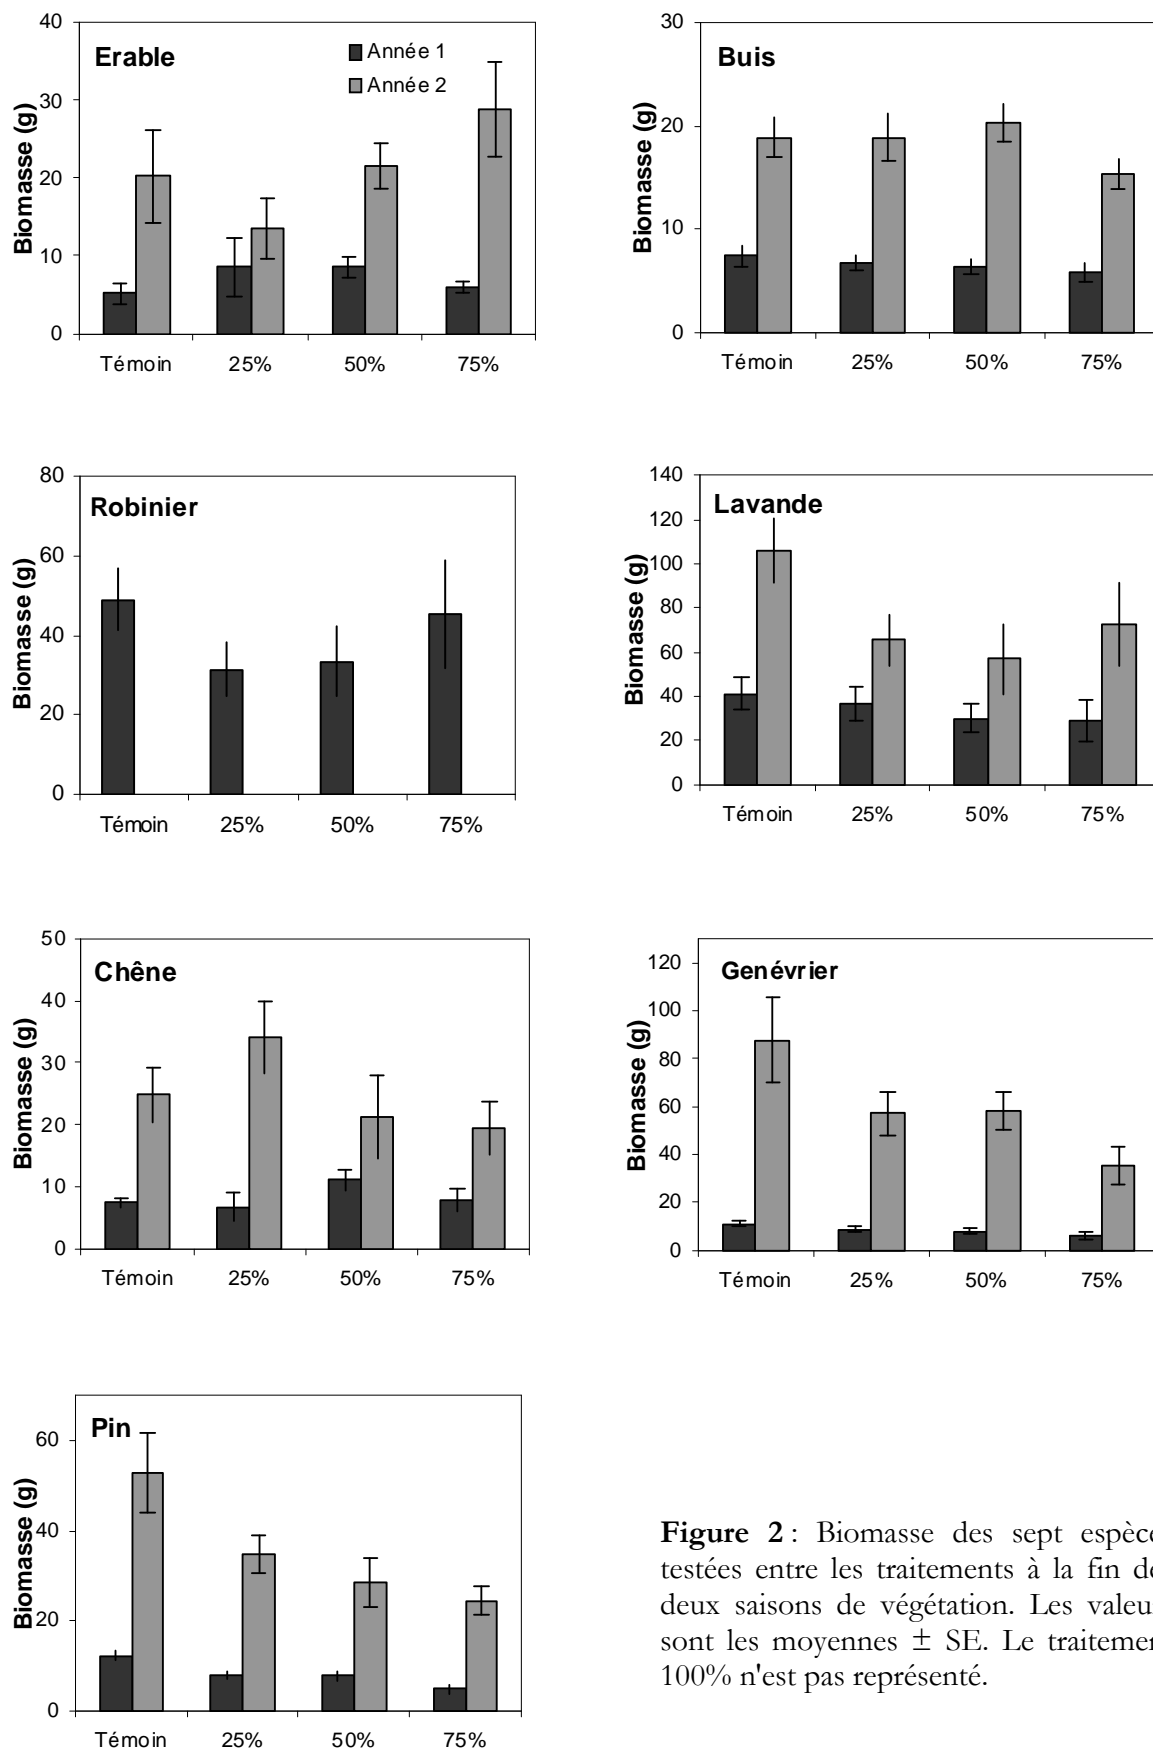 Erable
Année 1
Année 2
Biomasse (g)
40
30
20
10
0
Témoin 25% 50% 75%
Buis
Biomasse (g)
30
20
10
0
Témoin 25% 50% 75%
Robinier
Biomasse (g)
80
60
40
20
0
Témoin 25% 50% 75%
Lavande
Biomasse (g)
140
120
100
80
60
40
20
0
Témoin 25% 50% 75%
Chêne
Biomasse (g)
50
40
30
20
10
0
Témoin 25% 50% 75%
Genévrier
Biomasse (g)
120
100
80
60
40
20
0
Témoin 25% 50% 75%
Pin
Biomasse (g)
60
40
20
0
Témoin 25% 50% 75%
Figure 2 : Biomasse des sept espèce
testées entre les traitements à la fin de
deux saisons de végétation. Les valeur
sont les moyennes ± SE. Le traitemen
100% n'est pas représenté.